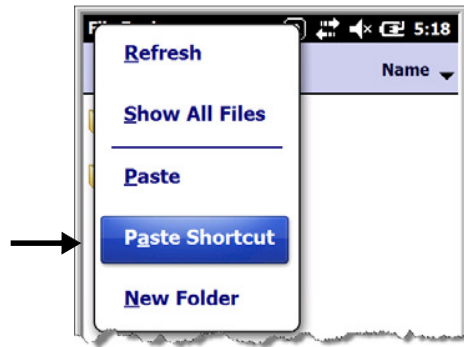 5:18
Name
Refresh
Show All Files
Paste
Paste Shortcut
New Folder